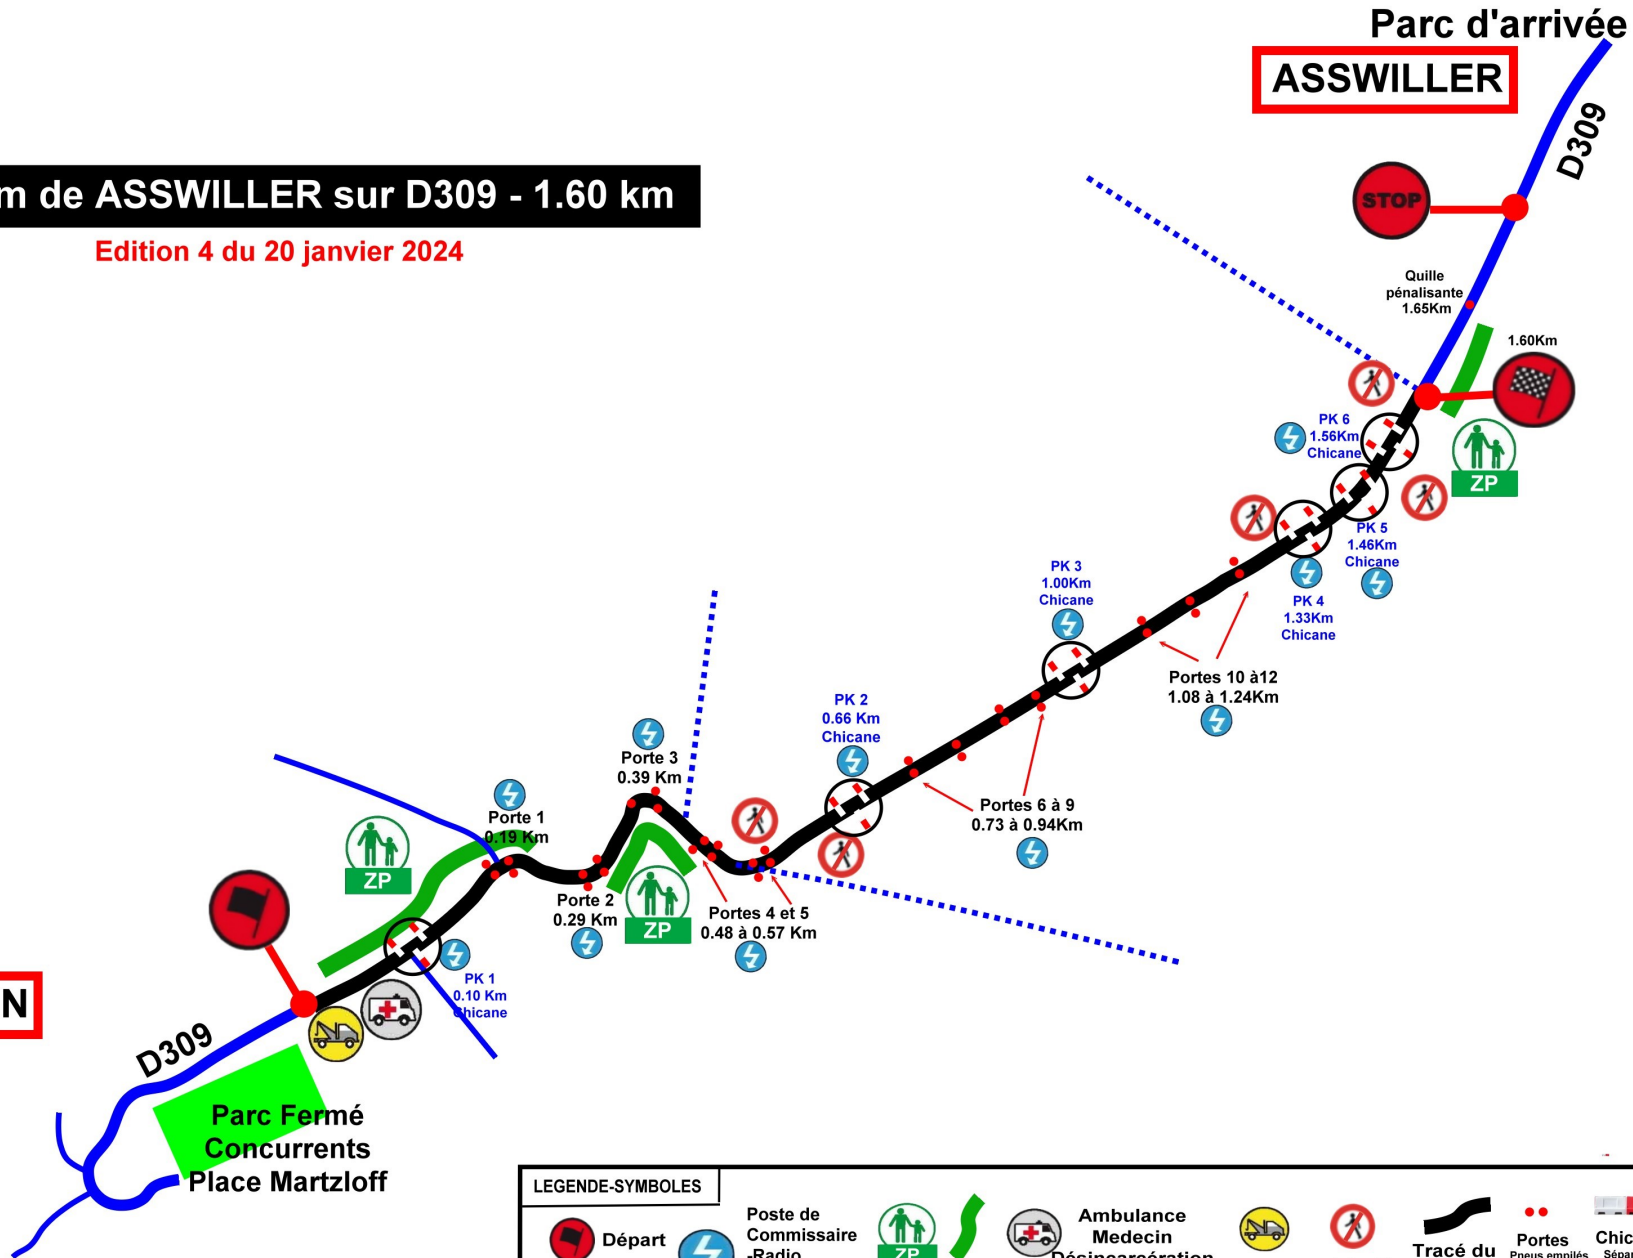 Parc d'arrivée
ASSWILLER
D309
m de ASSWILLER sur D309 - 1.60 km
Edition 4 du 20 janvier 2024
STOP
Quille
pénalisante
1.65Km
1.60Km
PK 6
1.56Km
Chicane
ZP
PK 5
1.46Km
Chicane
PK 4
1.33Km
Chicane
PK 3
1.00Km
Chicane
Portes 10 à12
1.08 à 1.24Km
PK 2
0.66 Km
Chicane
Portes 6 à 9
0.73 à 0.94Km
Porte 3
0.39 Km
Porte 1
0.19 Km
ZP
Porte 2
0.29 Km
ZP
Portes 4 et 5
0.48 à 0.57 Km
PK 1
0.10 Km
Chicane
N
D309
Parc Fermé
Concurrents
Place Martzloff
LEGENDE-SYMBOLES
Départ
Poste de
Commissaire
-Radio
ZP
Ambulance
Medecin
Désincarcération
Tracé du
Portes
Pneus empilés
Chic
Sépar